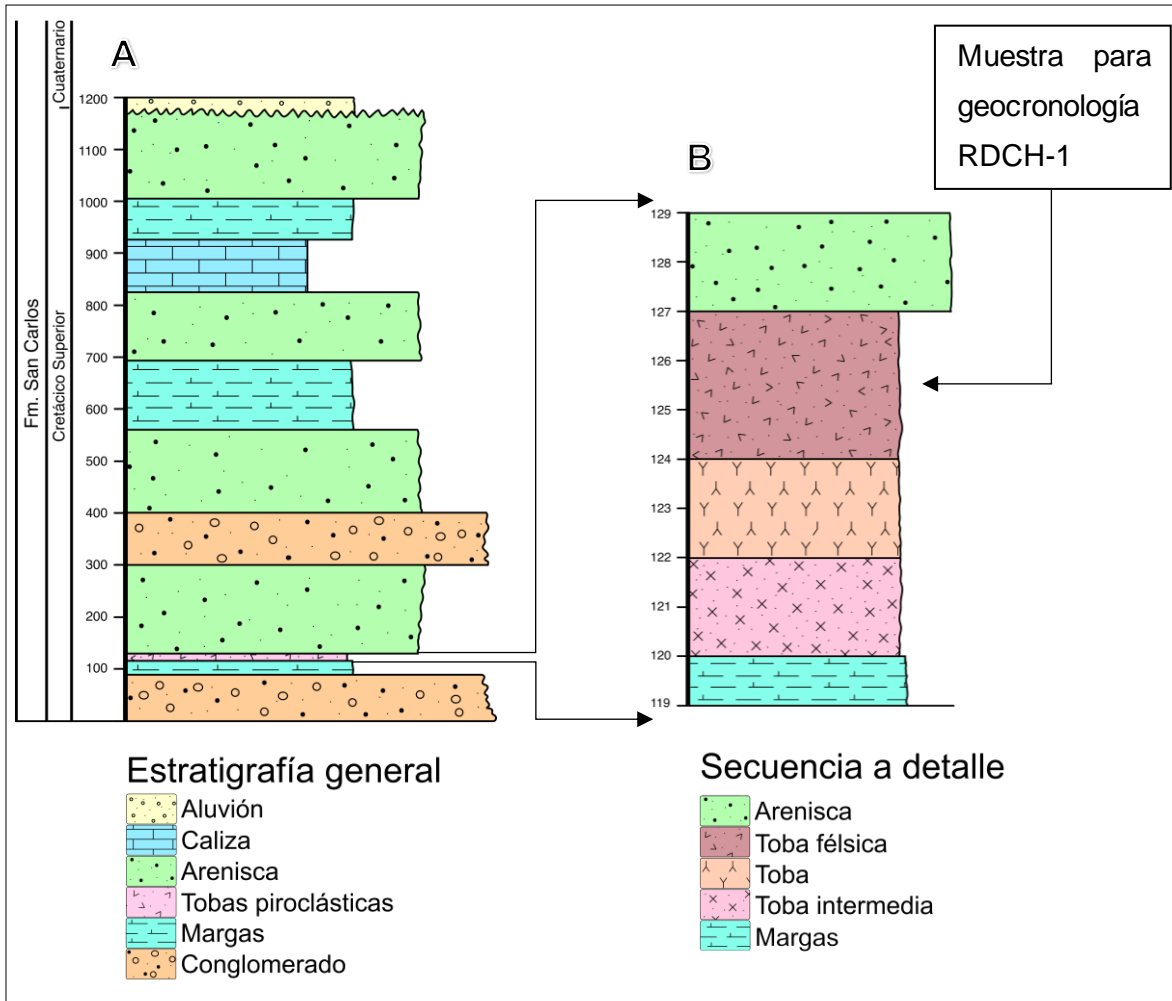 A
Cuaternario
Fm. San Carlos
Cretácico Superior
1200
1100
1000
900
800
700
600
500
400
300
200
100
B
Muestra para
geocronología
RDCH-1
129
128
127
126
125
124
123
122
121
120
119
Estratigrafía general
Aluvión
Caliza
Arenisca
Tobas piroclásticas
Margas
Conglomerado
Secuencia a detalle
Arenisca
Toba félsica
Toba
Toba intermedia
Margas